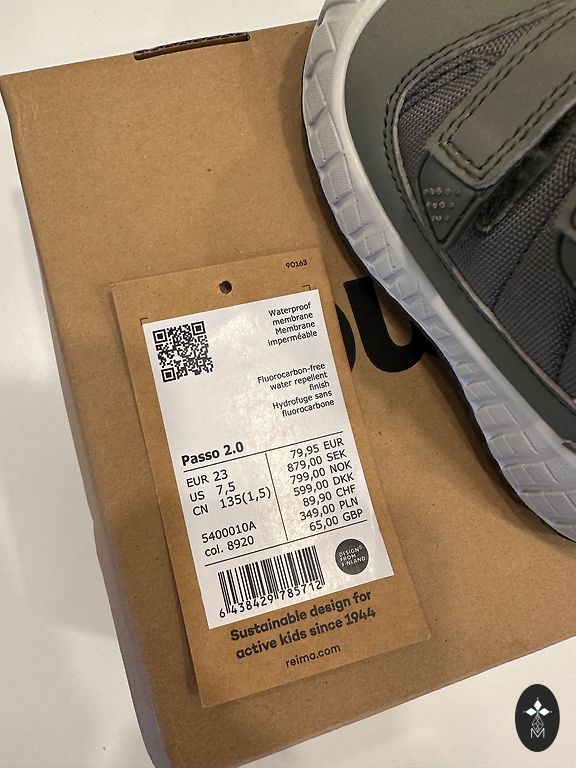 90163
Waterproof
membrane
Membrane
imperméable
Fluorocarbon-free
water repellent
finish
Hydrofuge sans
fluorocarbone
Passo 2.0
EUR 23
US 7,5
CN 135(1,5)
5400010A
col. 8920
79,95 EUR
879,00 SEK
799,00 NOK
599,00 DKK
89,90 CHF
349,00 PLN
65,00 GBP
DESIGN
FROM
FINLAND
6 438429 785712
Sustainable design for
active kids since 1944
reima.com
M